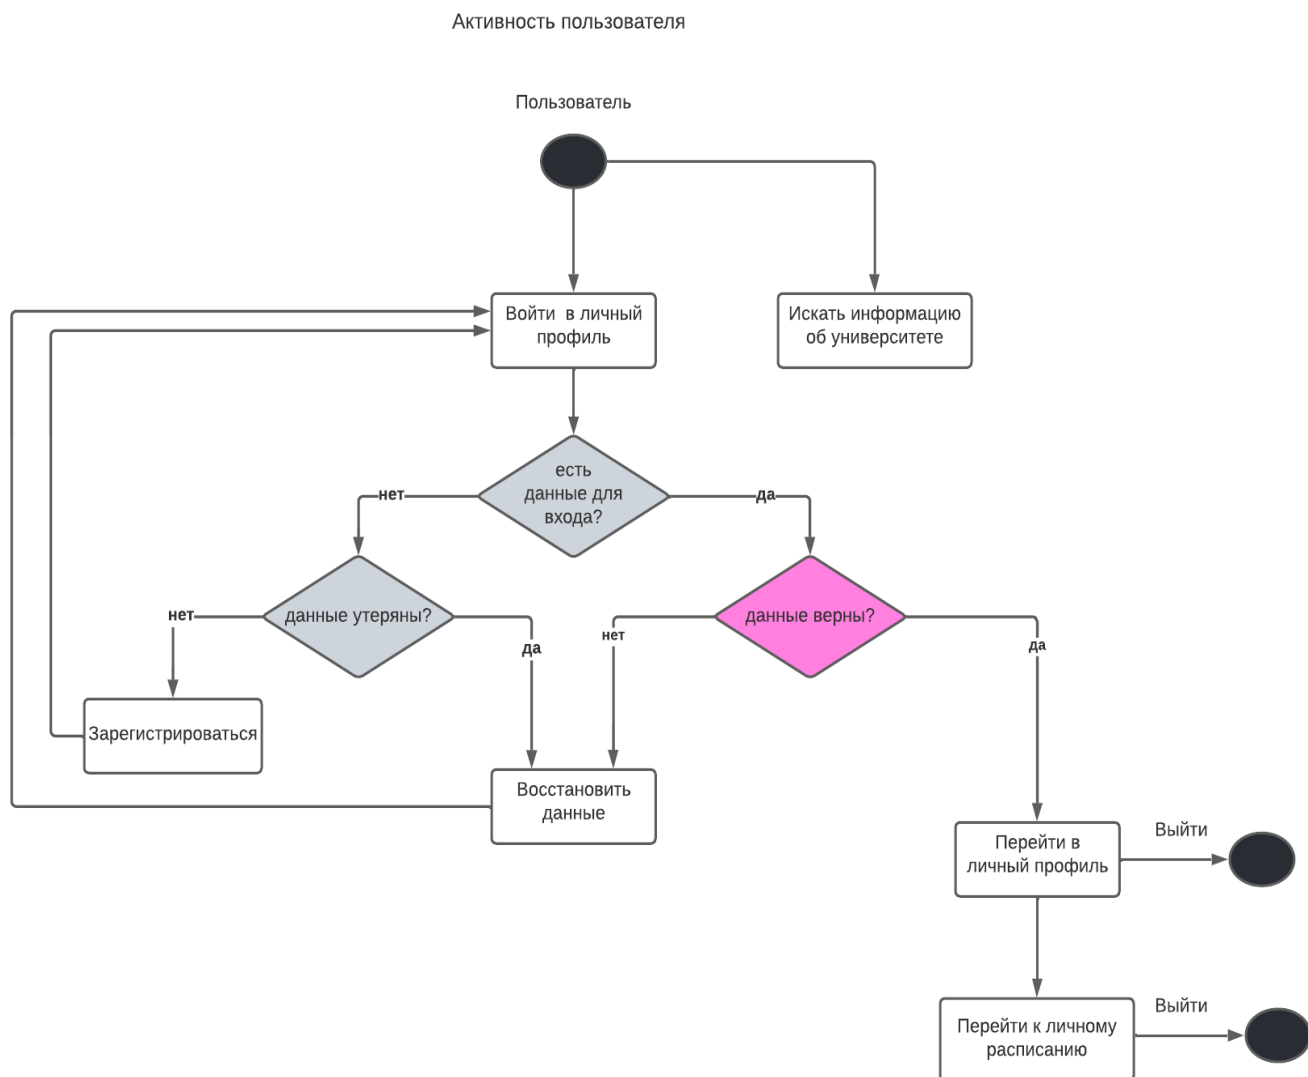 Активность пользователя
Пользователь
Войти в личный
профиль
Искать информацию
об университете
есть
данные для
входа?
нет
да
данные утеряны?
данные верны?
нет
да
нет
да
Зарегистрироваться
Восстановить
данные
Перейти в
личный профиль
Выйти
Перейти к личному
расписанию
Выйти